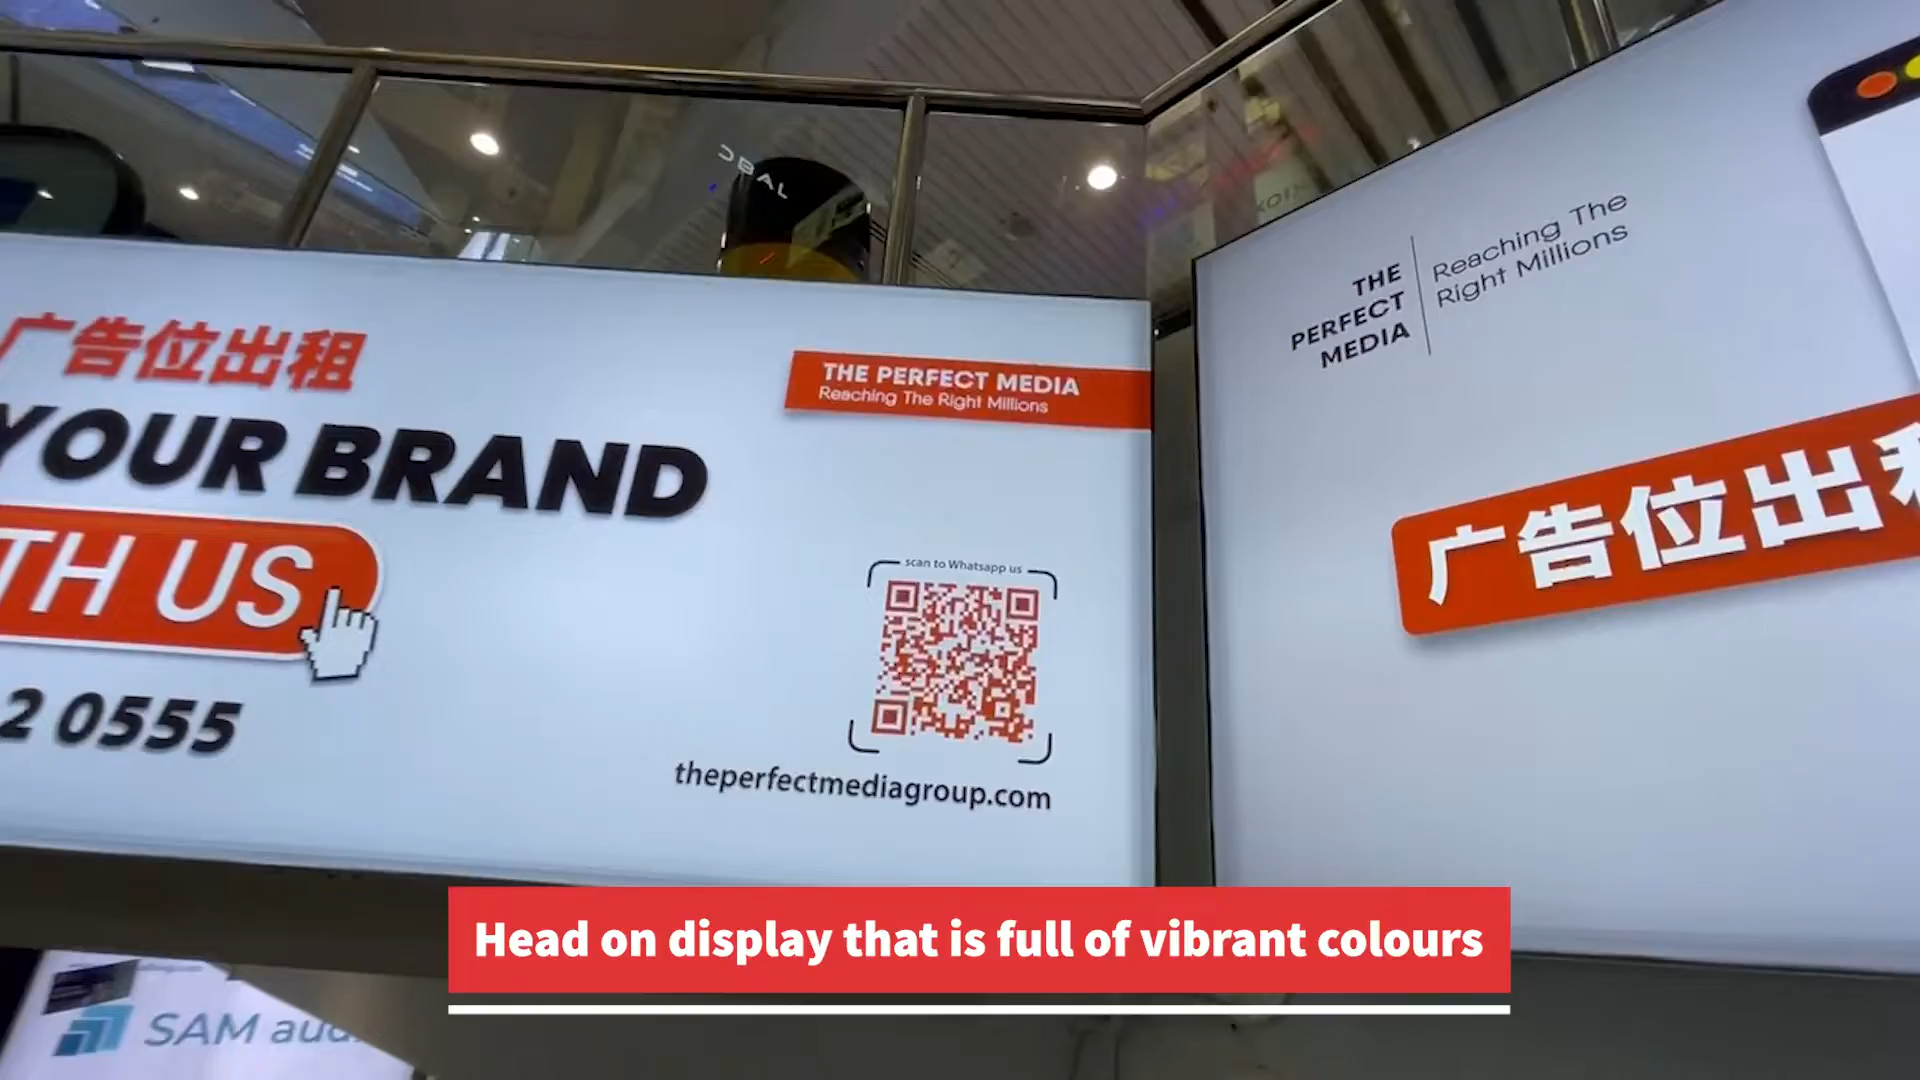 广告位出租
YOUR BRAND
TH US
2 0555
THE PERFECT MEDIA
Reaching The Right Millions
scan to Whatsapp us
theperfectmediagroup.com
THE
PERFECT
MEDIA
Reaching The
Right Millions
广告位出
OBAL
SAM
Head on display that is full of vibrant colours